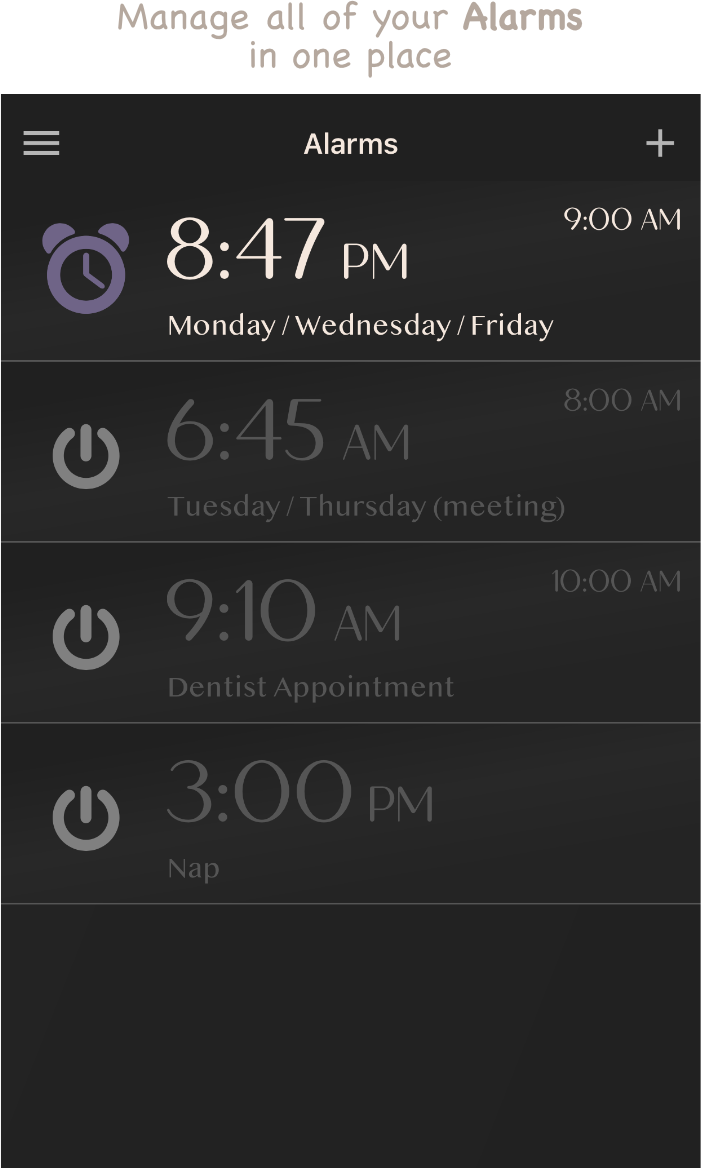 Manage all of your Alarms
in one place
Alarms
8:47 PM
9:00 AM
Monday / Wednesday / Friday
6:45 AM
8:00 AM
Tuesday / Thursday (meeting)
9:10 AM
10:00 AM
Dentist Appointment
3:00 PM
Nap